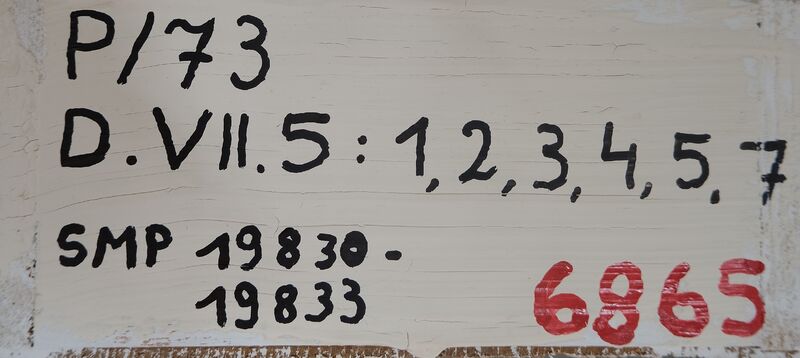 P/73
D.VII.5:1,2,3,4,5,7
SMP 19830-
19833
6865